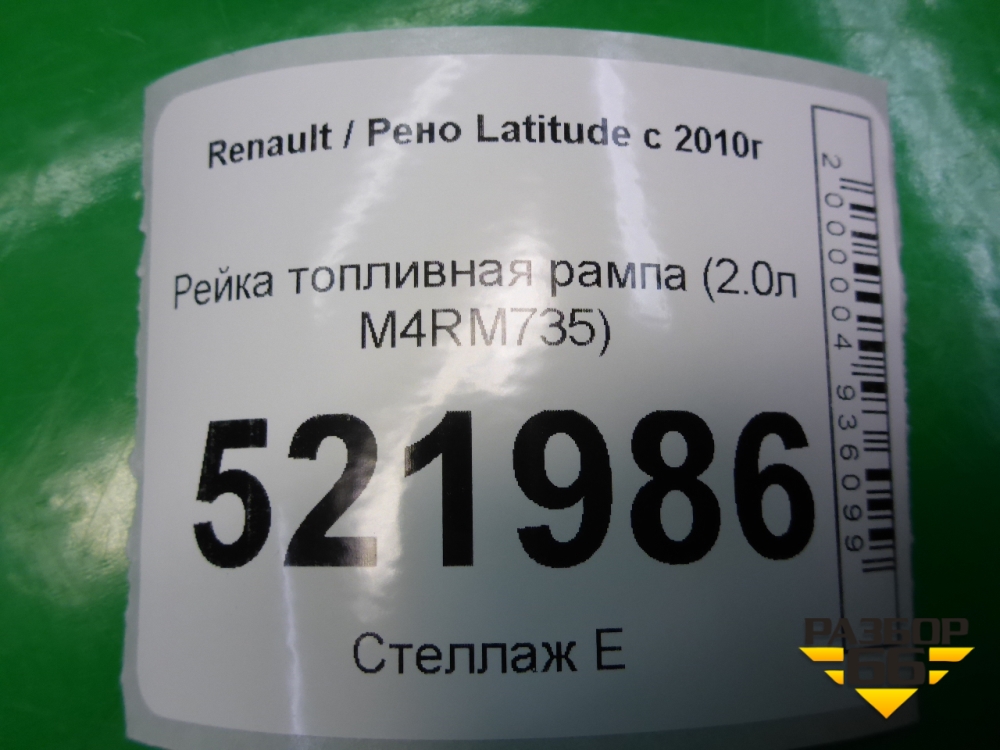 Renault / Рено Latitude с 2010г
Рейка топливная рампа (2.0л
M4RM735)
521986
Стеллаж Е
2000004936099
РАЗБОР
66